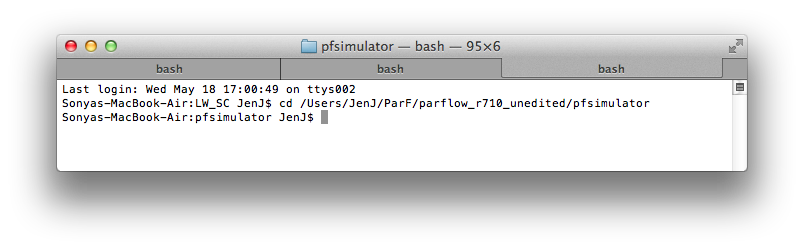 pfsimulator — bash — 95×6
bash bash bash
Last login: Wed May 18 17:00:49 on ttys002
Sonyas-MacBook-Air:LW_SC JenJ$ cd /Users/JenJ/ParF/parflow_r710_unedited/pfsimulator
Sonyas-MacBook-Air:pfsimulator JenJ$